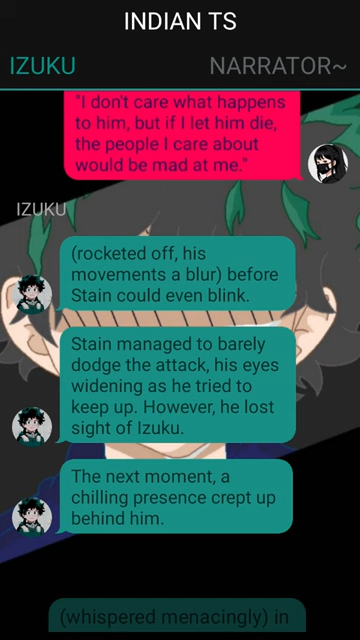 INDIAN TS
IZUKU NARRATOR~
"I don't care what happens
to him, but if I let him die,
the people I care about
would be mad at me."
IZUKU
(rocketed off, his
movements a blur) before
Stain could even blink.
Stain managed to barely
dodge the attack, his eyes
widening as he tried to
keep up. However, he lost
sight of Izuku.
The next moment, a
chilling presence crept up
behind him.
(whispered menacingly) in